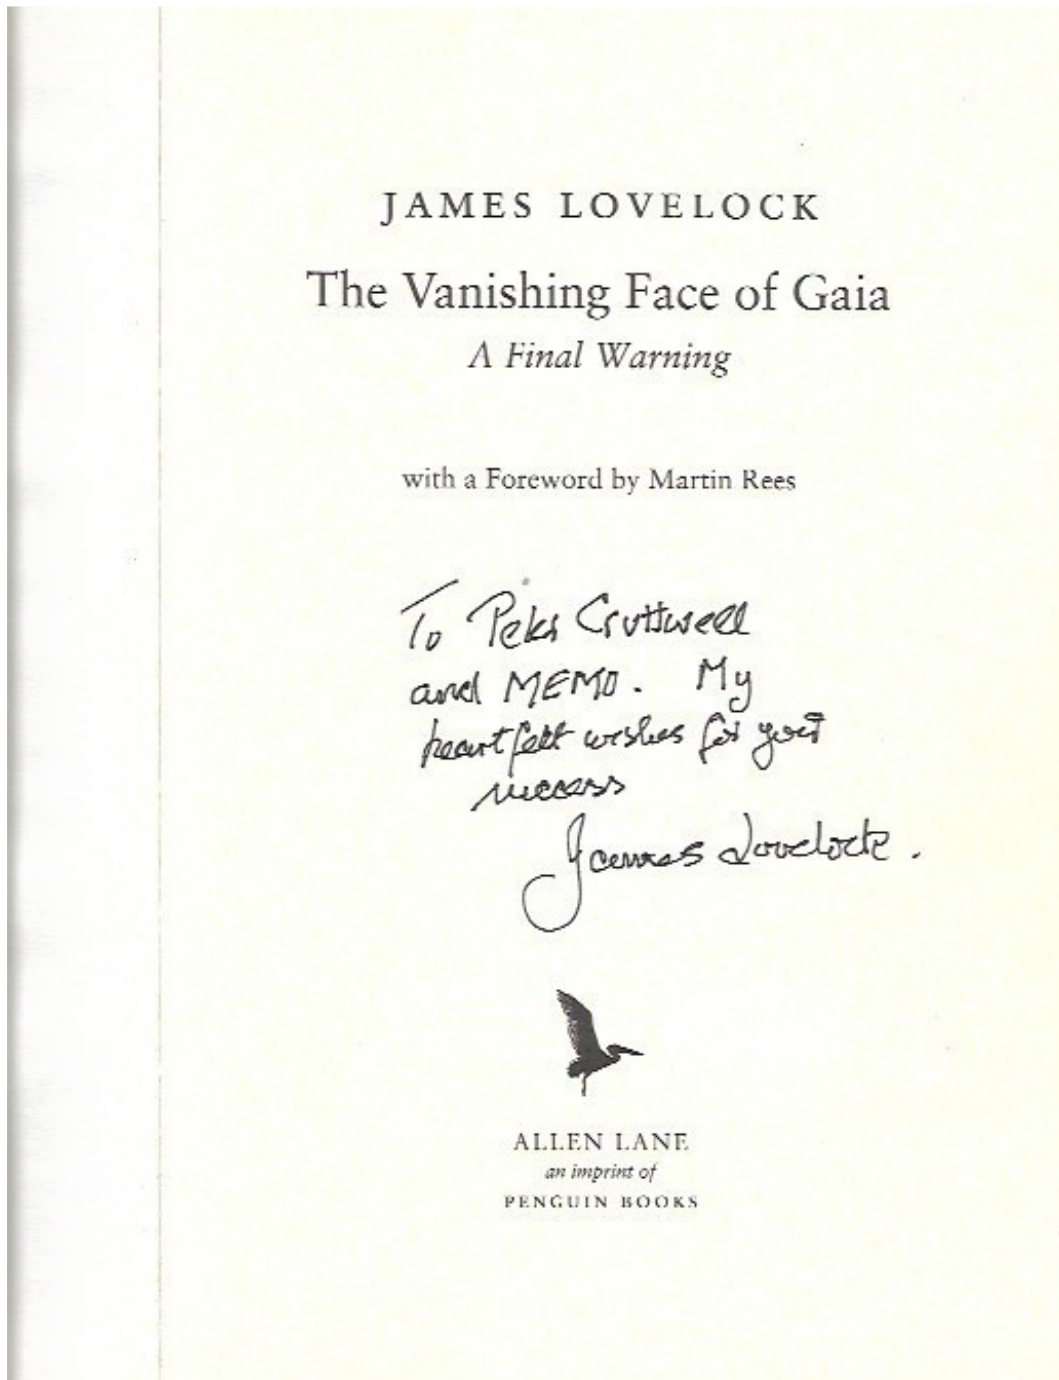 JAMES LOVELOCK
The Vanishing Face of Gaia
A Final Warning
with a Foreword by Martin Rees
To Peter Cruttwell
and MEMO. My
heartfelt wishes for your
success
James Lovelock.
ALLEN LANE
an imprint of
PENGUIN BOOKS